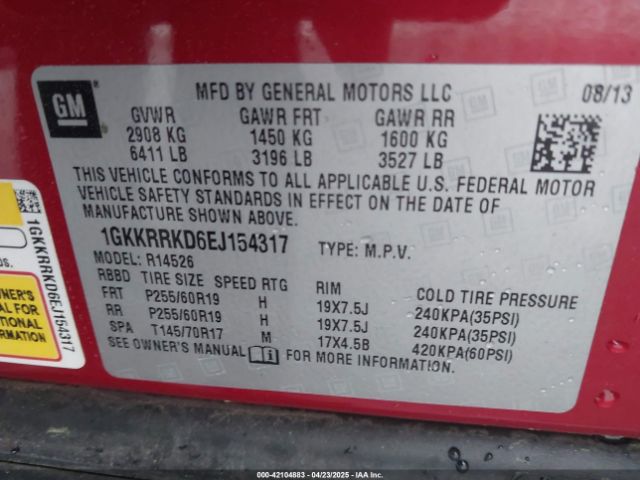 GM
MFD BY GENERAL MOTORS LLC 08/13
GVWR GAWR FRT GAWR RR
2908 KG 1450 KG 1600 KG
6411 LB 3196 LB 3527 LB
THIS VEHICLE CONFORMS TO ALL APPLICABLE U.S. FEDERAL MOTOR
VEHICLE SAFETY STANDARDS IN EFFECT ON THE DATE OF
MANUFACTURE SHOWN ABOVE.
1GKKRRKD6EJ154317 TYPE: M.P.V.
MODEL: R14526
RBBD TIRE SIZE SPEED RTG RIM COLD TIRE PRESSURE
FRT P255/60R19 H 19X7.5J 240KPA(35PSI)
RR P255/60R19 H 19X7.5J 240KPA(35PSI)
SPA T145/70R17 M 17X4.5B 420KPA(60PSI)
SEE OWNER'S MANUAL FOR MORE INFORMATION.
1GKKRRKD6EJ154317
OWNER'S
MANUAL FOR
ADDITIONAL
INFORMATION
000-42104883 - 04/23/2025 - IAA Inc.